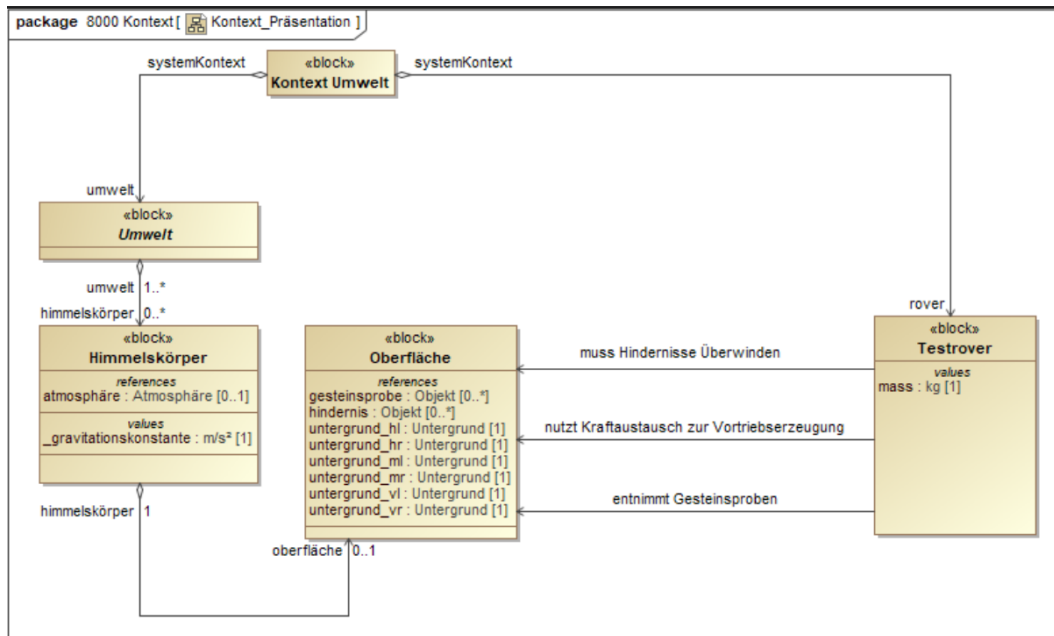 package 8000 Kontext [ Kontext_Präsentation ]
systemKontext
«block»
Kontext Umwelt
systemKontext
umwelt
«block»
Umwelt
umwelt 1..*
himmelskörper 0..*
rover
«block»
Himmelskörper
references
atmosphäre : Atmosphäre [0..1]
values
_gravitationskonstante : m/s² [1]
himmelskörper 1
«block»
Oberfläche
references
gesteinsprobe : Objekt [0..*]
hindernis : Objekt [0..*]
untergrund_hl : Untergrund [1]
untergrund_hr : Untergrund [1]
untergrund_ml : Untergrund [1]
untergrund_mr : Untergrund [1]
untergrund_vl : Untergrund [1]
untergrund_vr : Untergrund [1]
oberfläche 0..1
muss Hindernisse Überwinden
nutzt Kraftaustausch zur Vortriebserzeugung
entnimmt Gesteinsproben
«block»
Testrover
values
mass : kg [1]